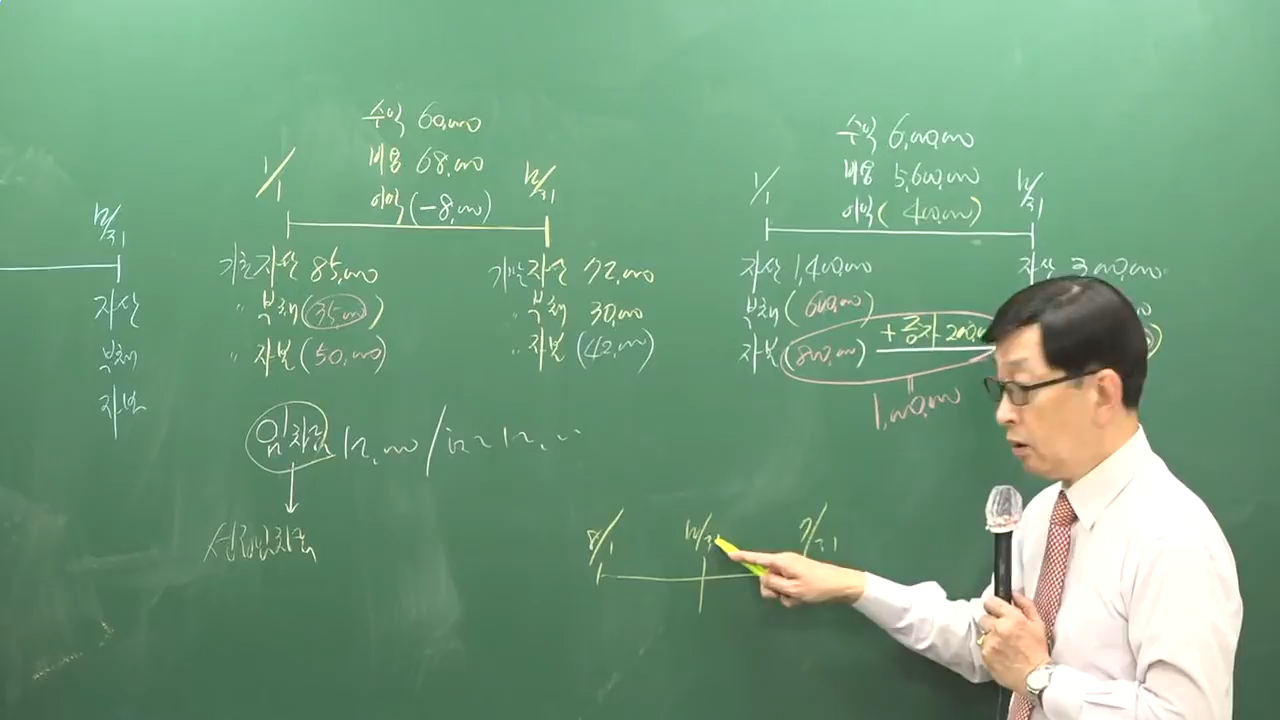 12/31
자산
부채
자본
수익 60,000
비용 68,000
이익 (-8,000)
1/1
12/31
기초자산 85,000
〃 부채 (35,000)
〃 자본 (50,000)
기말자산 72,000
〃 부채 30,000
〃 자본 (42,000)
임차료 12,000 / 현금 12,000
선급임차료
수익 6,000,000
비용 5,600,000
이익 (400,000)
1/1
12/31
자산 1,400,000
부채 (600,000)
자본 (800,000)
+ 증자 200,0
1,000,000
자산 3,000,000
8/1
12/31
7/31